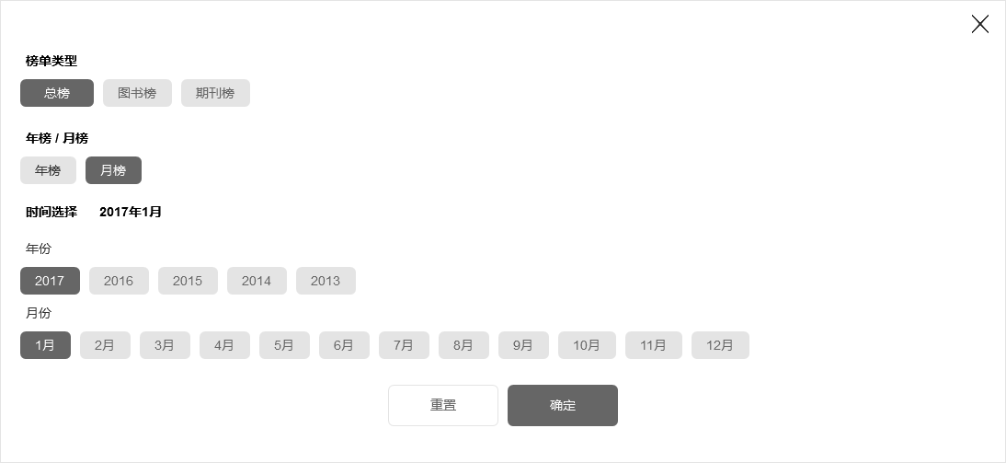 榜单类型
总榜 图书榜 期刊榜
年榜 / 月榜
年榜 月榜
时间选择 2017年1月
年份
2017 2016 2015 2014 2013
月份
1月 2月 3月 4月 5月 6月 7月 8月 9月 10月 11月 12月
重置 确定